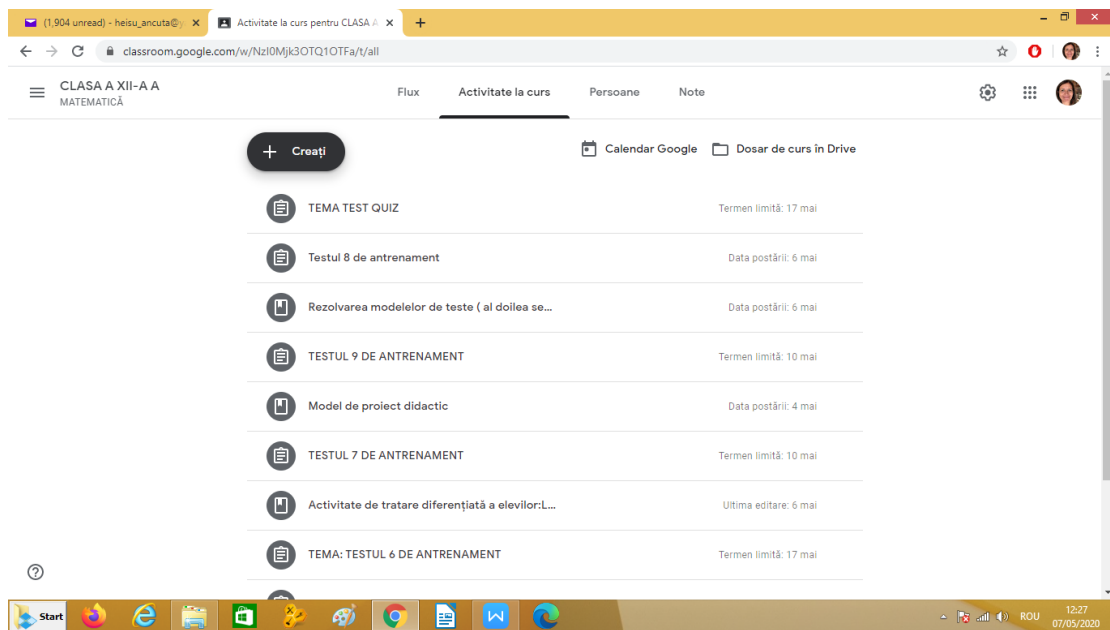 (1,904 unread) - heisu_ancuta@y
Activitate la curs pentru CLASA A
classroom.google.com/w/NzI0Mjk3OTQ1OTFa/t/all
CLASA A XII-A A
MATEMATICĂ
Flux
Activitate la curs
Persoane
Note
Creați
Calendar Google
Dosar de curs în Drive
TEMA TEST QUIZ
Termen limită: 17 mai
Testul 8 de antrenament
Data postării: 6 mai
Rezolvarea modelelor de teste ( al doilea se...
Data postării: 6 mai
TESTUL 9 DE ANTRENAMENT
Termen limită: 10 mai
Model de proiect didactic
Data postării: 4 mai
TESTUL 7 DE ANTRENAMENT
Termen limită: 10 mai
Activitate de tratare diferențiată a elevilor:L...
Ultima editare: 6 mai
TEMA: TESTUL 6 DE ANTRENAMENT
Termen limită: 17 mai
Start
ROU
12:27
07/05/2020